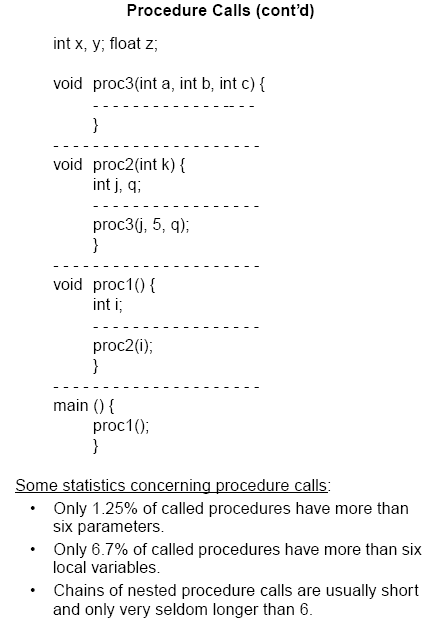 Procedure Calls (cont'd)
int x, y; float z;
void proc3(int a, int b, int c) {
- - - - - - - - - - - - - - -- - -
}
- - - - - - - - - - - - - - - - - - - - - -
void proc2(int k) {
int j, q;
- - - - - - - - - - - - - - - - - -
proc3(j, 5, q);
}
- - - - - - - - - - - - - - - - - - - - - -
void proc1() {
int i;
- - - - - - - - - - - - - - - - - -
proc2(i);
}
- - - - - - - - - - - - - - - - - - - - - -
main () {
proc1();
}
Some statistics concerning procedure calls:
• Only 1.25% of called procedures have more than
six parameters.
• Only 6.7% of called procedures have more than six
local variables.
• Chains of nested procedure calls are usually short
and only very seldom longer than 6.